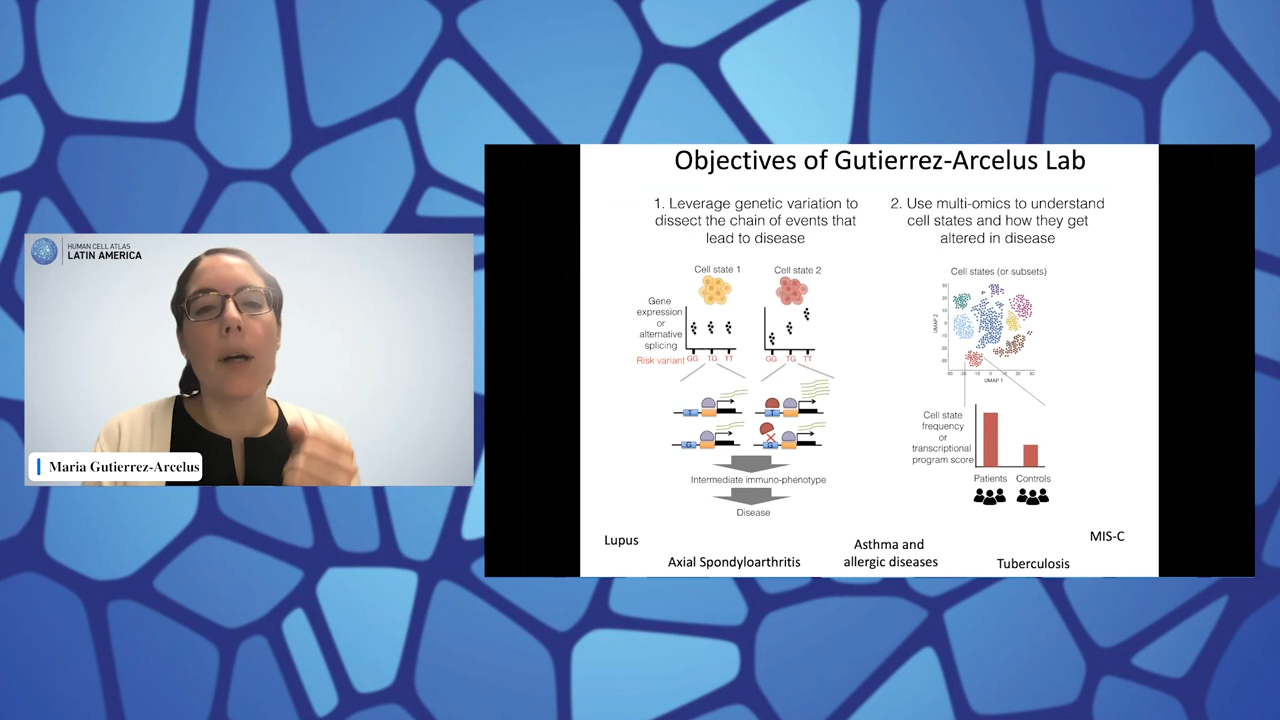 HUMAN CELL ATLAS
LATIN AMERICA
Maria Gutierrez-Arcelus
Objectives of Gutierrez-Arcelus Lab
1. Leverage genetic variation to
dissect the chain of events that
lead to disease
Cell state 1
Cell state 2
Gene
expression
or
alternative
splicing
Risk variant
GG TG TT
GG TG TT
T
T
G
G
Intermediate immuno-phenotype
Disease
2. Use multi-omics to understand
cell states and how they get
altered in disease
Cell states (or subsets)
UMAP 2
UMAP 1
Cell state
frequency
or
transcriptional
program score
Patients
Controls
Lupus
Axial Spondyloarthritis
Asthma and
allergic diseases
Tuberculosis
MIS-C